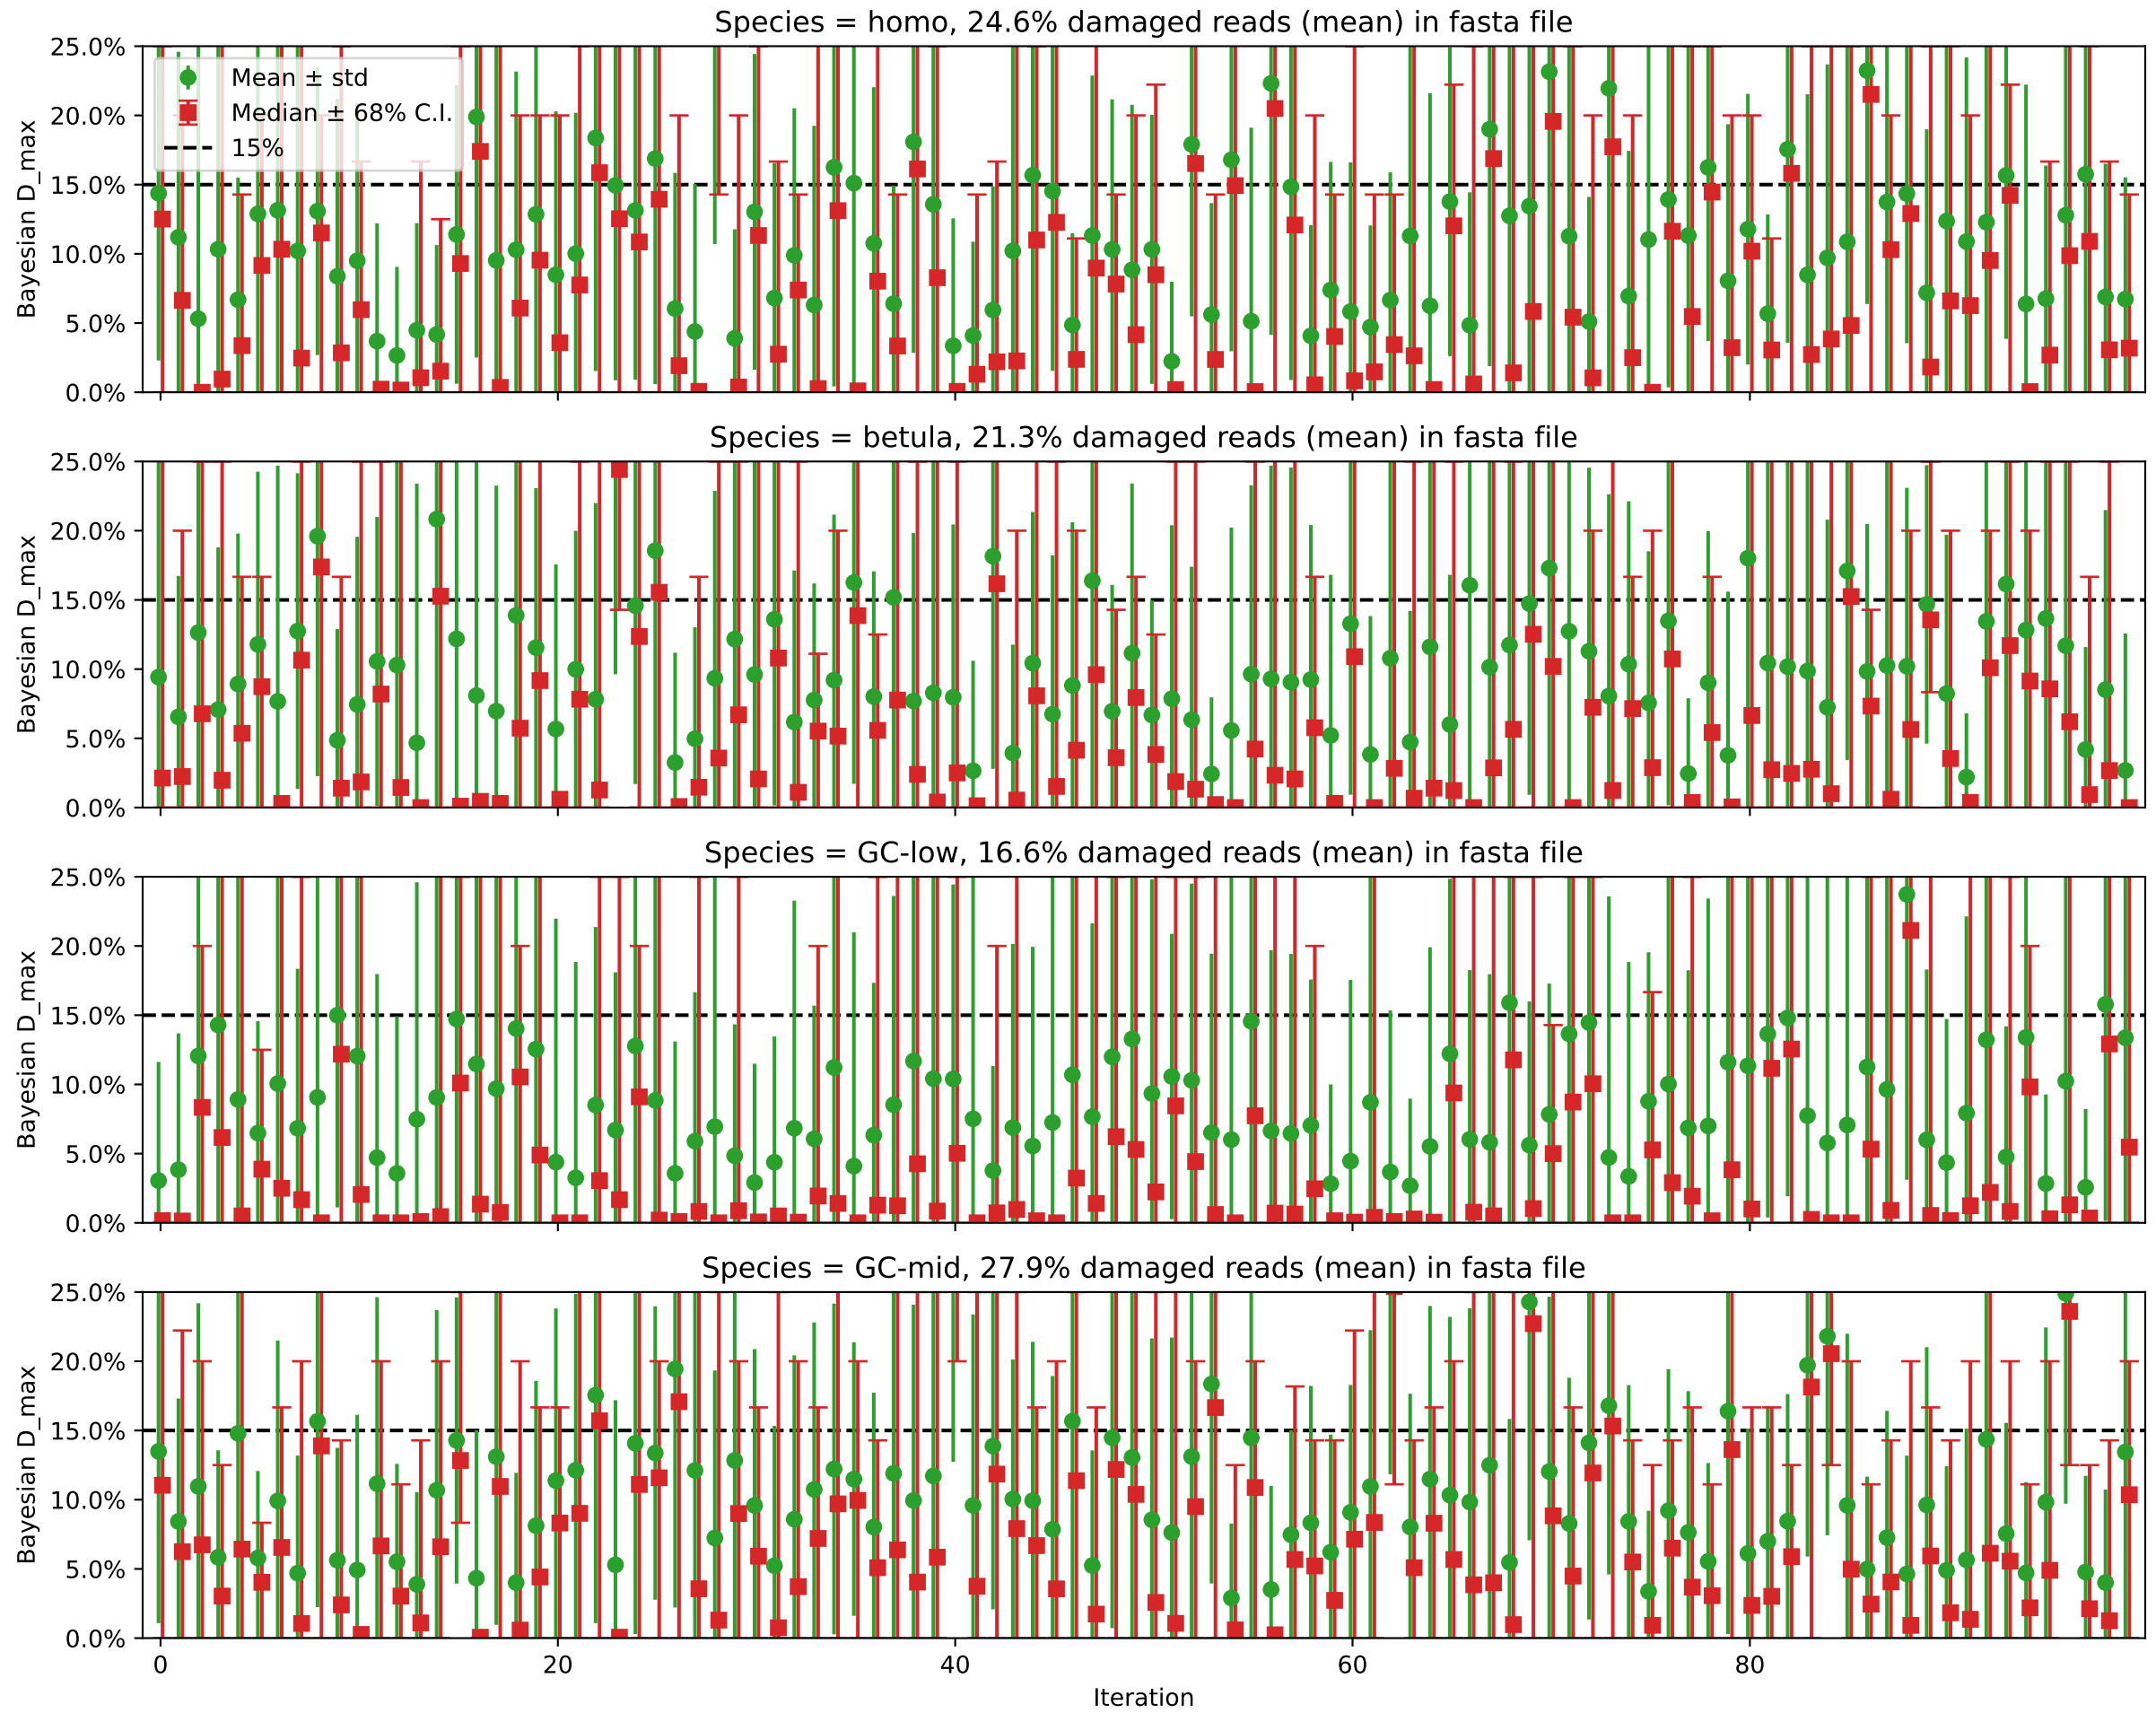 Species = homo, 24.6% damaged reads (mean) in fasta file
25.0%
20.0%
15.0%
10.0%
5.0%
0.0%
Bayesian D_max
Mean ± std
Median ± 68% C.I.
15%
Species = betula, 21.3% damaged reads (mean) in fasta file
25.0%
20.0%
15.0%
10.0%
5.0%
0.0%
Bayesian D_max
Species = GC-low, 16.6% damaged reads (mean) in fasta file
25.0%
20.0%
15.0%
10.0%
5.0%
0.0%
Bayesian D_max
Species = GC-mid, 27.9% damaged reads (mean) in fasta file
25.0%
20.0%
15.0%
10.0%
5.0%
0.0%
Bayesian D_max
0 20 40 60 80
Iteration